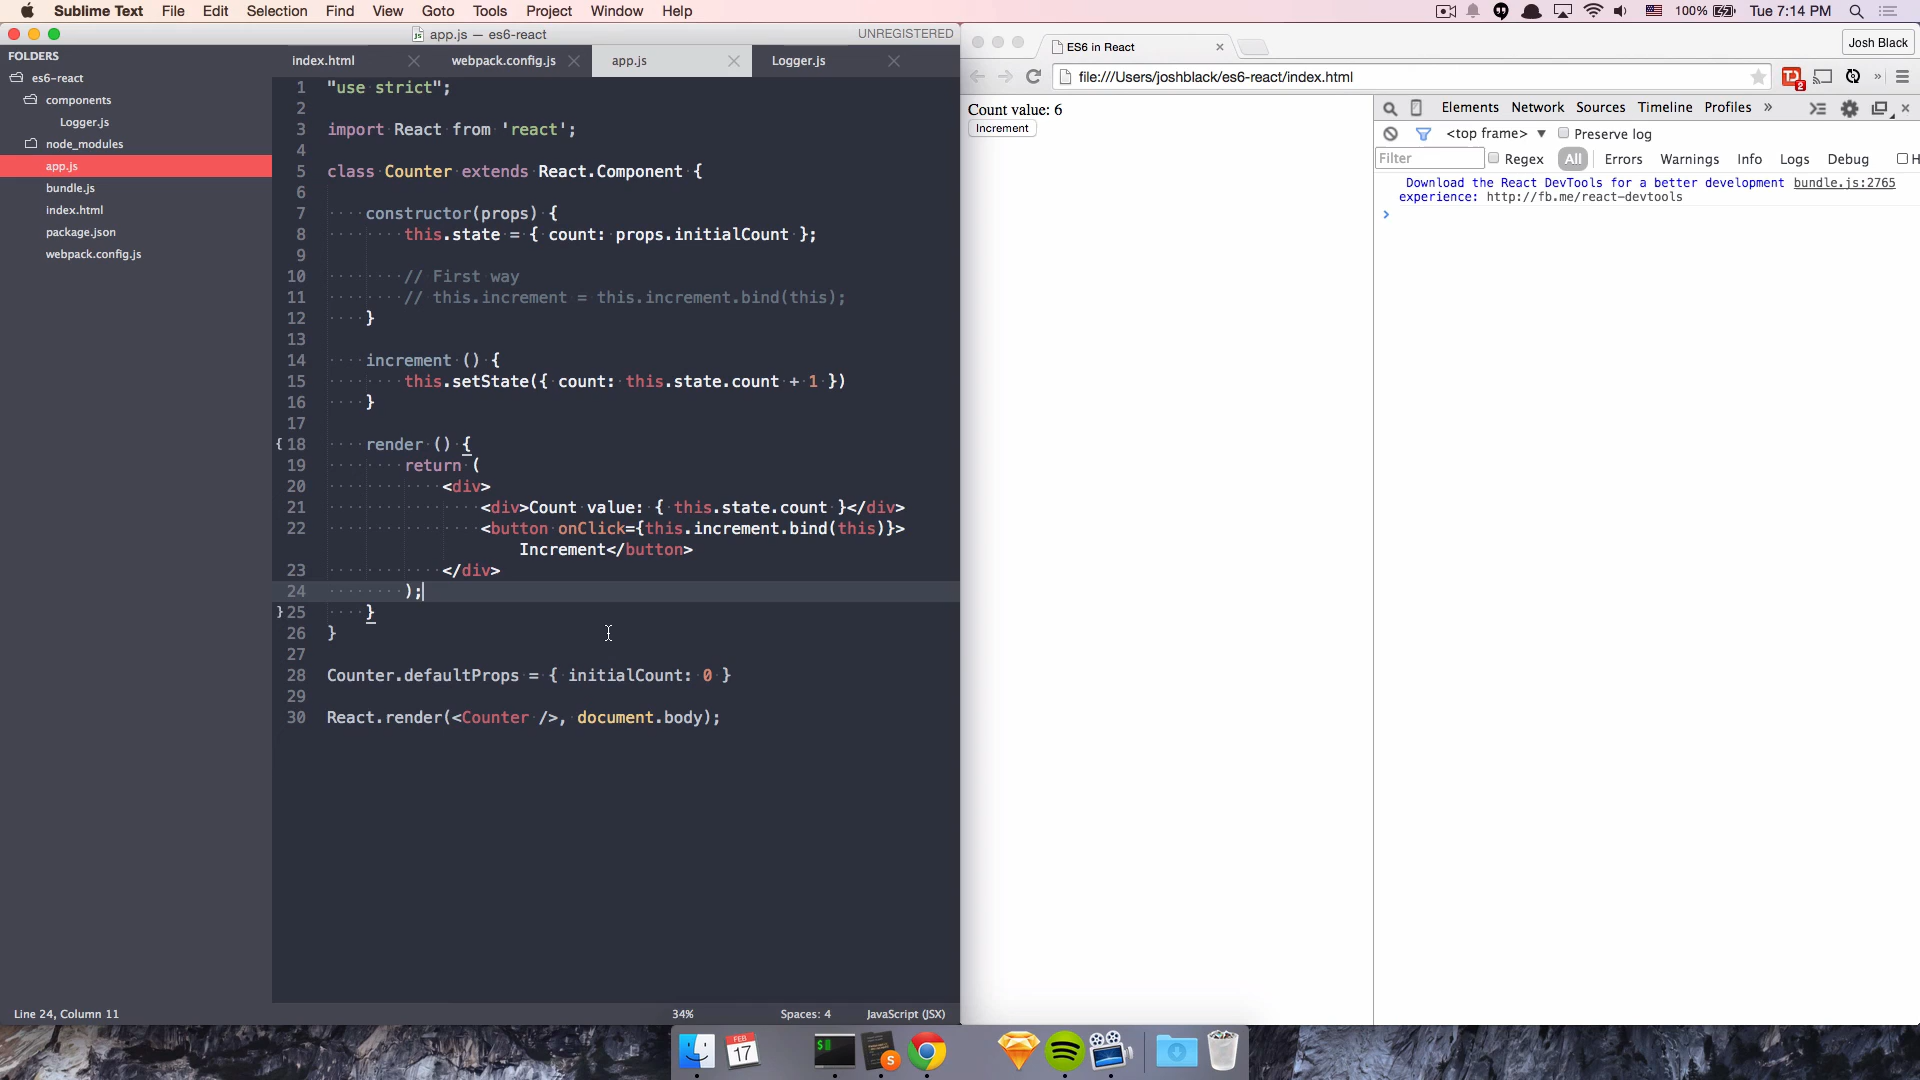 Sublime Text File Edit Selection Find View Goto Tools Project Window Help
100% Tue 7:14 PM
app.js — es6-react
UNREGISTERED
FOLDERS
es6-react
components
Logger.js
node_modules
app.js
bundle.js
index.html
package.json
webpack.config.js
index.html webpack.config.js app.js Logger.js
1 "use strict";
2
3 import React from 'react';
4
5 class Counter extends React.Component {
6
7 constructor(props) {
8 this.state = { count: props.initialCount };
9
10 // First way
11 // this.increment = this.increment.bind(this);
12 }
13
14 increment () {
15 this.setState({ count: this.state.count + 1 })
16 }
17
{ 18 render () {
19 return (
20 <div>
21 <div>Count value: { this.state.count }</div>
22 <button onClick={this.increment.bind(this)}>
Increment</button>
23 </div>
24 );
} 25 }
26 }
27
28 Counter.defaultProps = { initialCount: 0 }
29
30 React.render(<Counter />, document.body);
Line 24, Column 11
34% Spaces: 4 JavaScript (JSX)
ES6 in React
Josh Black
file:///Users/joshblack/es6-react/index.html
2
Count value: 6
Increment
Elements Network Sources Timeline Profiles »
<top frame> ▼ Preserve log
Filter Regex All Errors Warnings Info Logs Debug H
Download the React DevTools for a better development bundle.js:2765
experience: http://fb.me/react-devtools
>
FEB
17
$
S